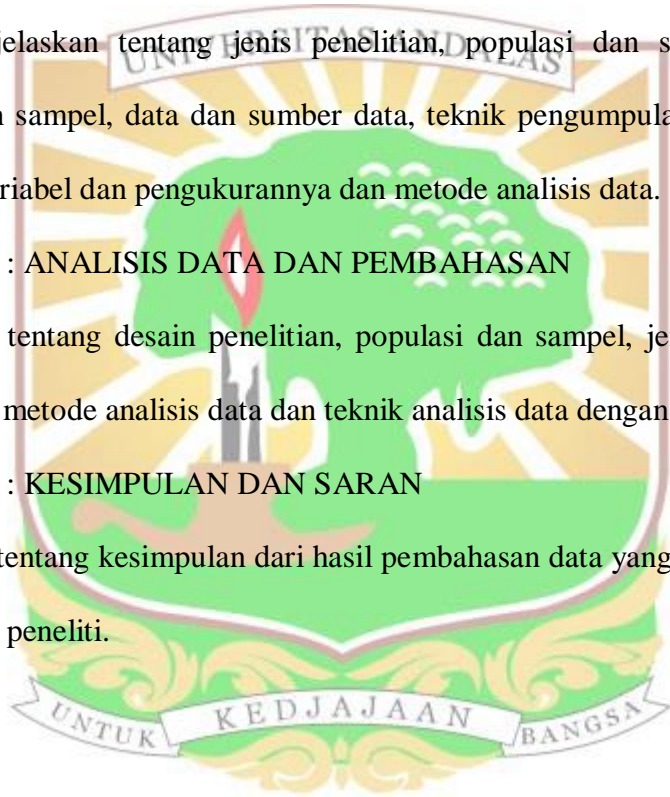 UNIVERSITAS ANDALAS
jelaskan tentang jenis penelitian, populasi dan s
sampel, data dan sumber data, teknik pengumpula
riabel dan pengukurannya dan metode analisis data.
: ANALISIS DATA DAN PEMBAHASAN
tentang desain penelitian, populasi dan sampel, je
metode analisis data dan teknik analisis data dengan
: KESIMPULAN DAN SARAN
tentang kesimpulan dari hasil pembahasan data yang
peneliti.
UNTUK KEDJAJAAN BANGSA